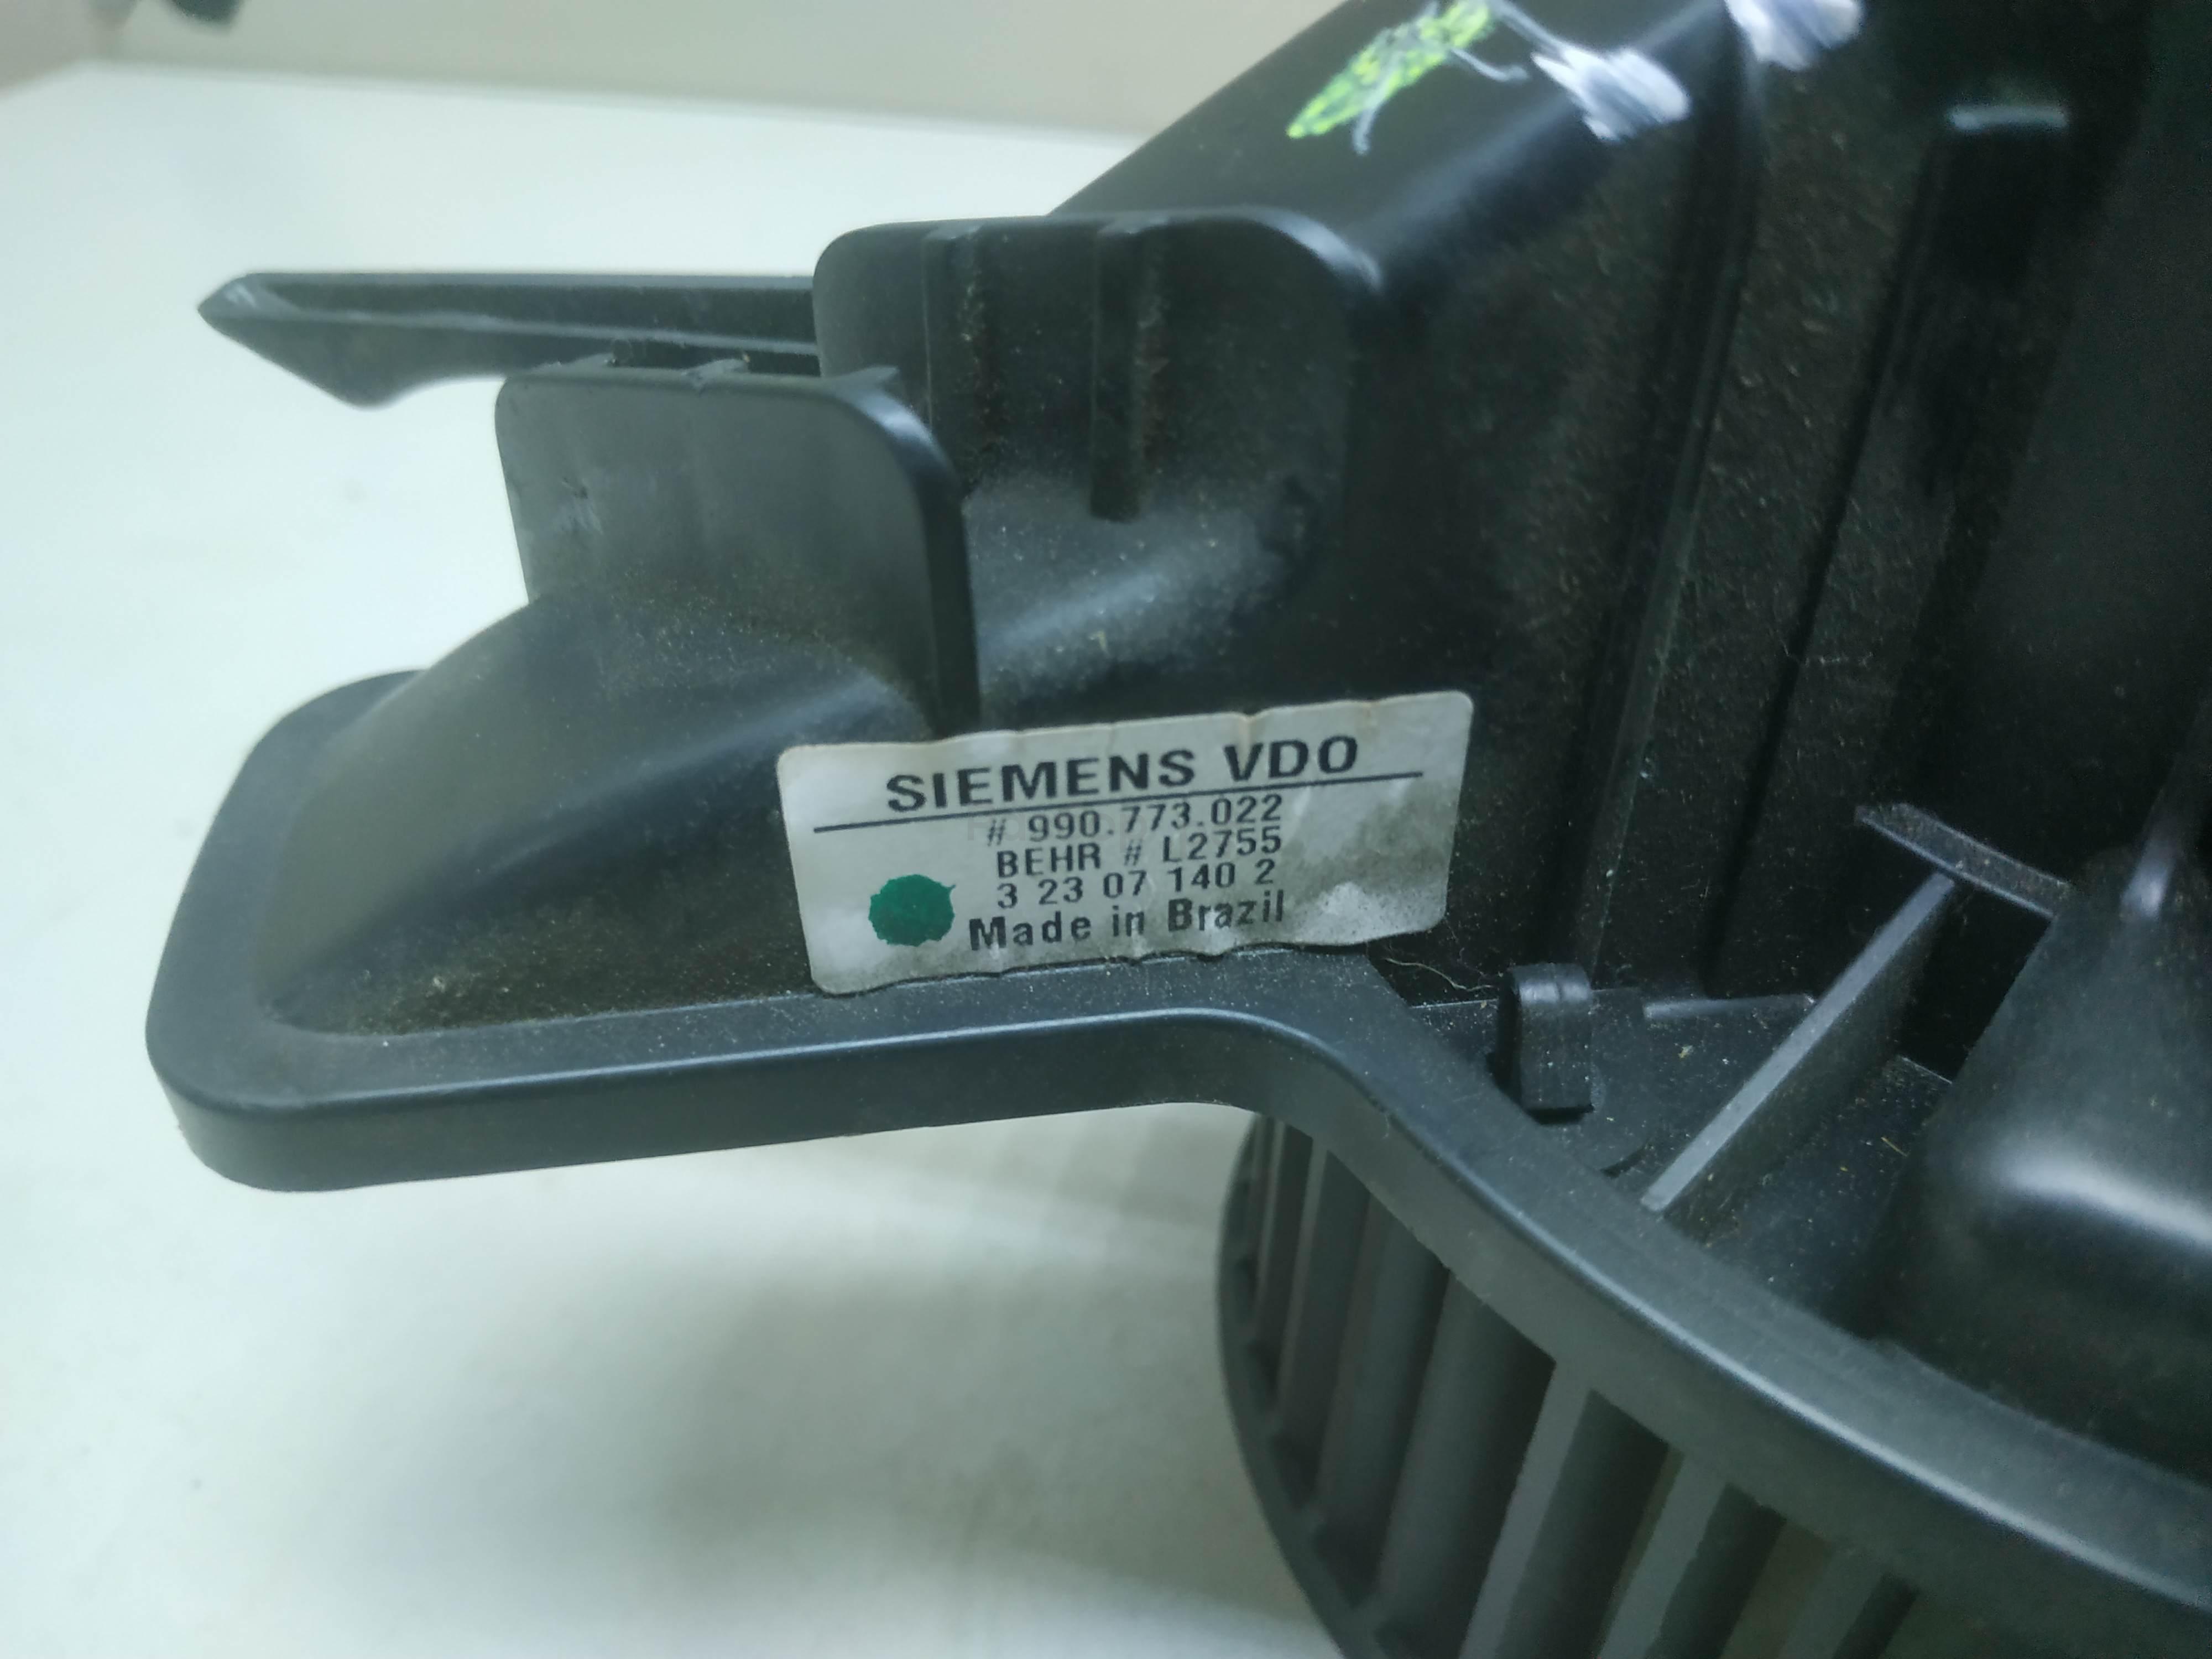 SIEMENS VDO
# 990.773.022
BEHR # L2755
3 23 07 140 2
Made in Brazil